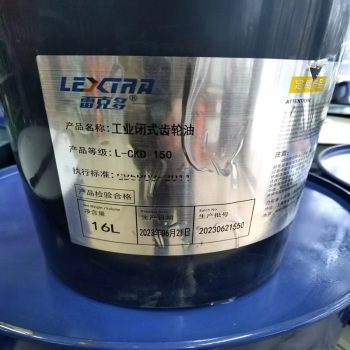 LEXTRA
雷克多
定
ATTENTION
产品名称: 工业闭式齿轮油
产品等级: L-CKD 150
执行标准:
产品检验合格
净含量
16L
生产日期
2023年06月21日
生产批号
20230621550